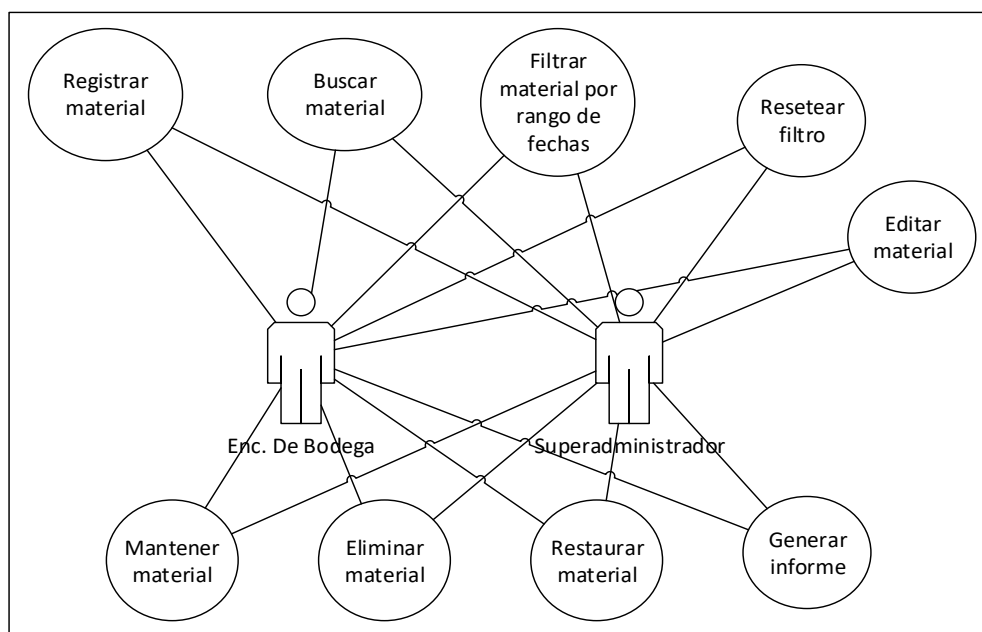 Registrar
material
Buscar
material
Filtrar
material por
rango de
fechas
Resetear
filtro
Editar
material
Enc. De Bodega
Superadministrador
Mantener
material
Eliminar
material
Restaurar
material
Generar
informe